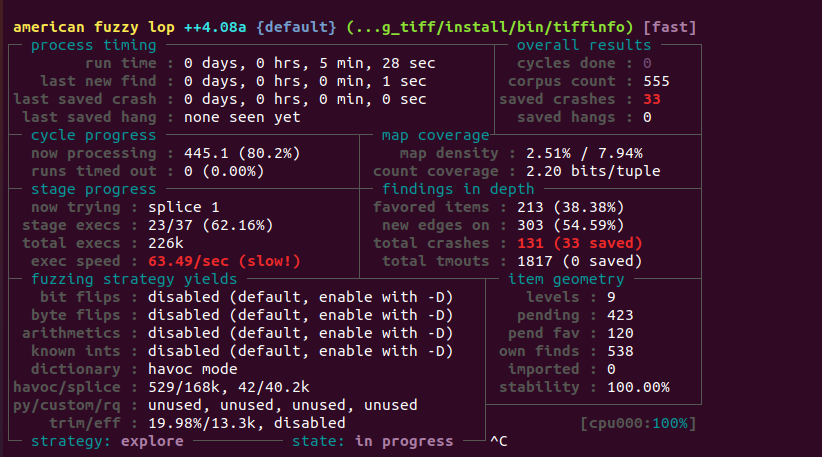 american fuzzy lop ++4.08a {default} (...g_tiff/install/bin/tiffinfo) [fast]
process timing overall results
run time : 0 days, 0 hrs, 5 min, 28 sec cycles done : 0
last new find : 0 days, 0 hrs, 0 min, 1 sec corpus count : 555
last saved crash : 0 days, 0 hrs, 0 min, 0 sec saved crashes : 33
last saved hang : none seen yet saved hangs : 0
cycle progress map coverage
now processing : 445.1 (80.2%) map density : 2.51% / 7.94%
runs timed out : 0 (0.00%) count coverage : 2.20 bits/tuple
stage progress findings in depth
now trying : splice 1 favored items : 213 (38.38%)
stage execs : 23/37 (62.16%) new edges on : 303 (54.59%)
total execs : 226k total crashes : 131 (33 saved)
exec speed : 63.49/sec (slow!) total tmouts : 1817 (0 saved)
fuzzing strategy yields item geometry
bit flips : disabled (default, enable with -D) levels : 9
byte flips : disabled (default, enable with -D) pending : 423
arithmetics : disabled (default, enable with -D) pend fav : 120
known ints : disabled (default, enable with -D) own finds : 538
dictionary : havoc mode imported : 0
havoc/splice : 529/168k, 42/40.2k stability : 100.00%
py/custom/rq : unused, unused, unused, unused
trim/eff : 19.98%/13.3k, disabled [cpu000:100%]
strategy: explore state: in progress ^C